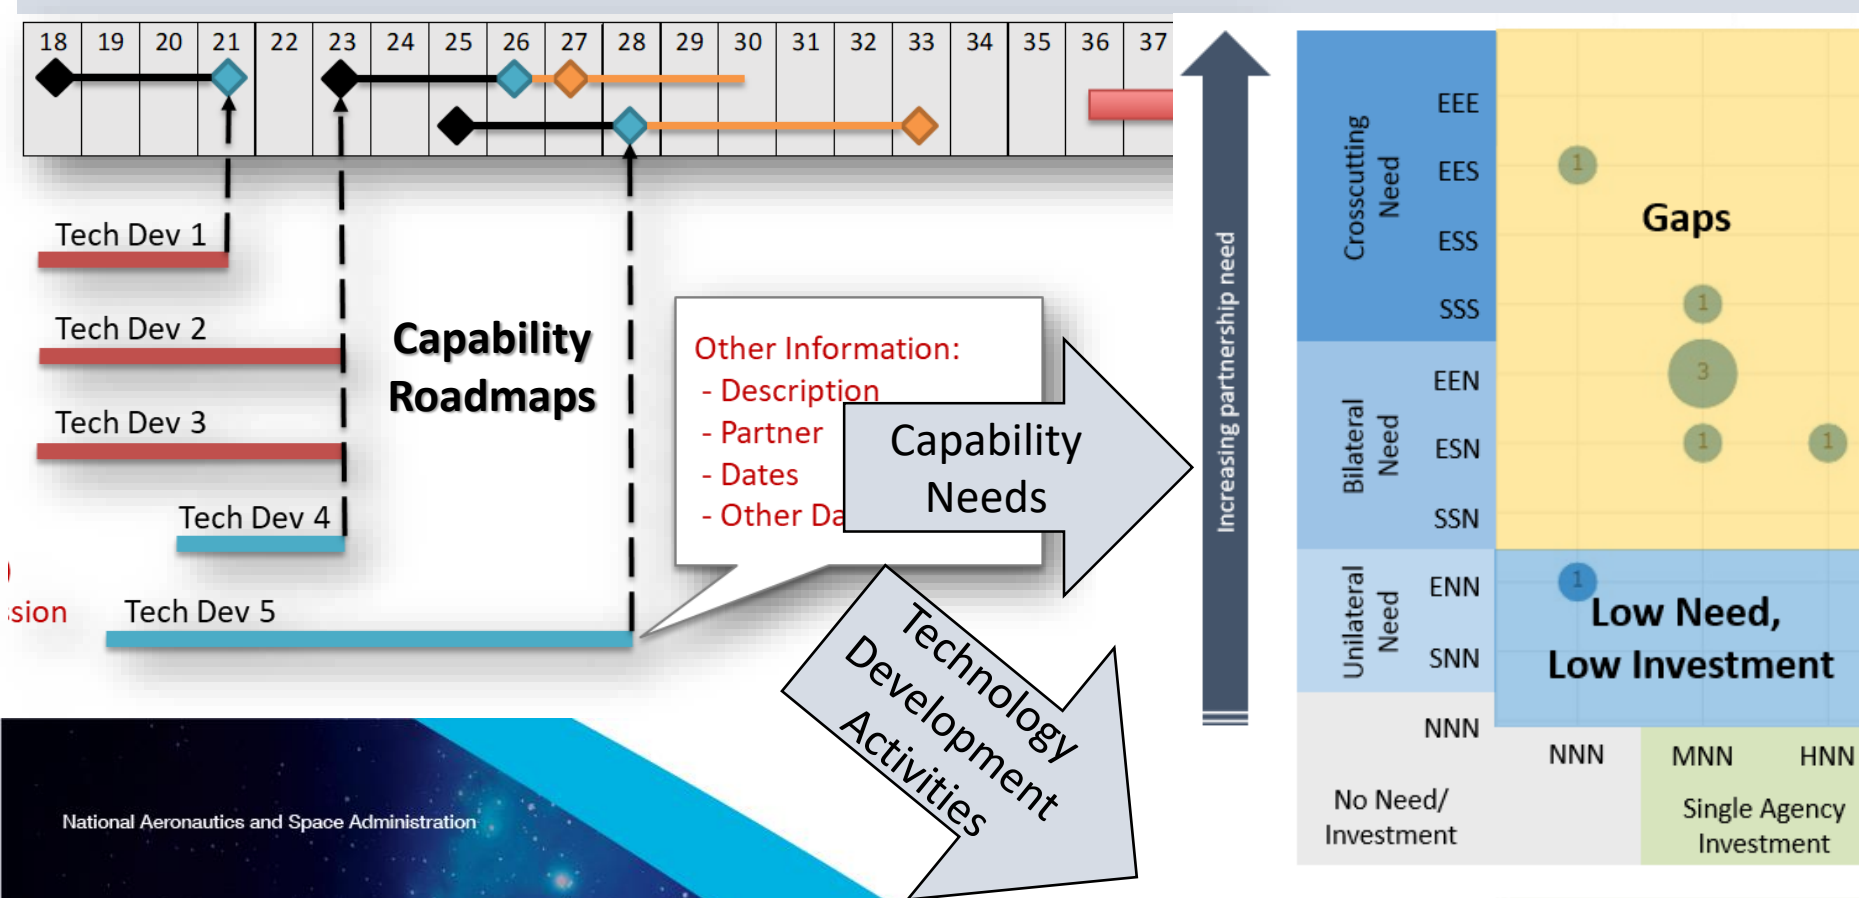 18 19 20 21 22 23 24 25 26 27 28 29 30 31 32 33 34 35 36 37
Tech Dev 1
Tech Dev 2
Tech Dev 3
Tech Dev 4
Tech Dev 5
sion
Capability
Roadmaps
Other Information:
- Description
- Partner
- Dates
- Other Da
Capability
Needs
Technology
Development
Activities
National Aeronautics and Space Administration
Increasing partnership need
Crosscutting
Need
EEE
EES
ESS
SSS
Bilateral
Need
EEN
ESN
SSN
Unilateral
Need
ENN
SNN
NNN
1
Gaps
1
3
1 1
1
Low Need,
Low Investment
NNN MNN HNN
No Need/
Investment
Single Agency
Investment